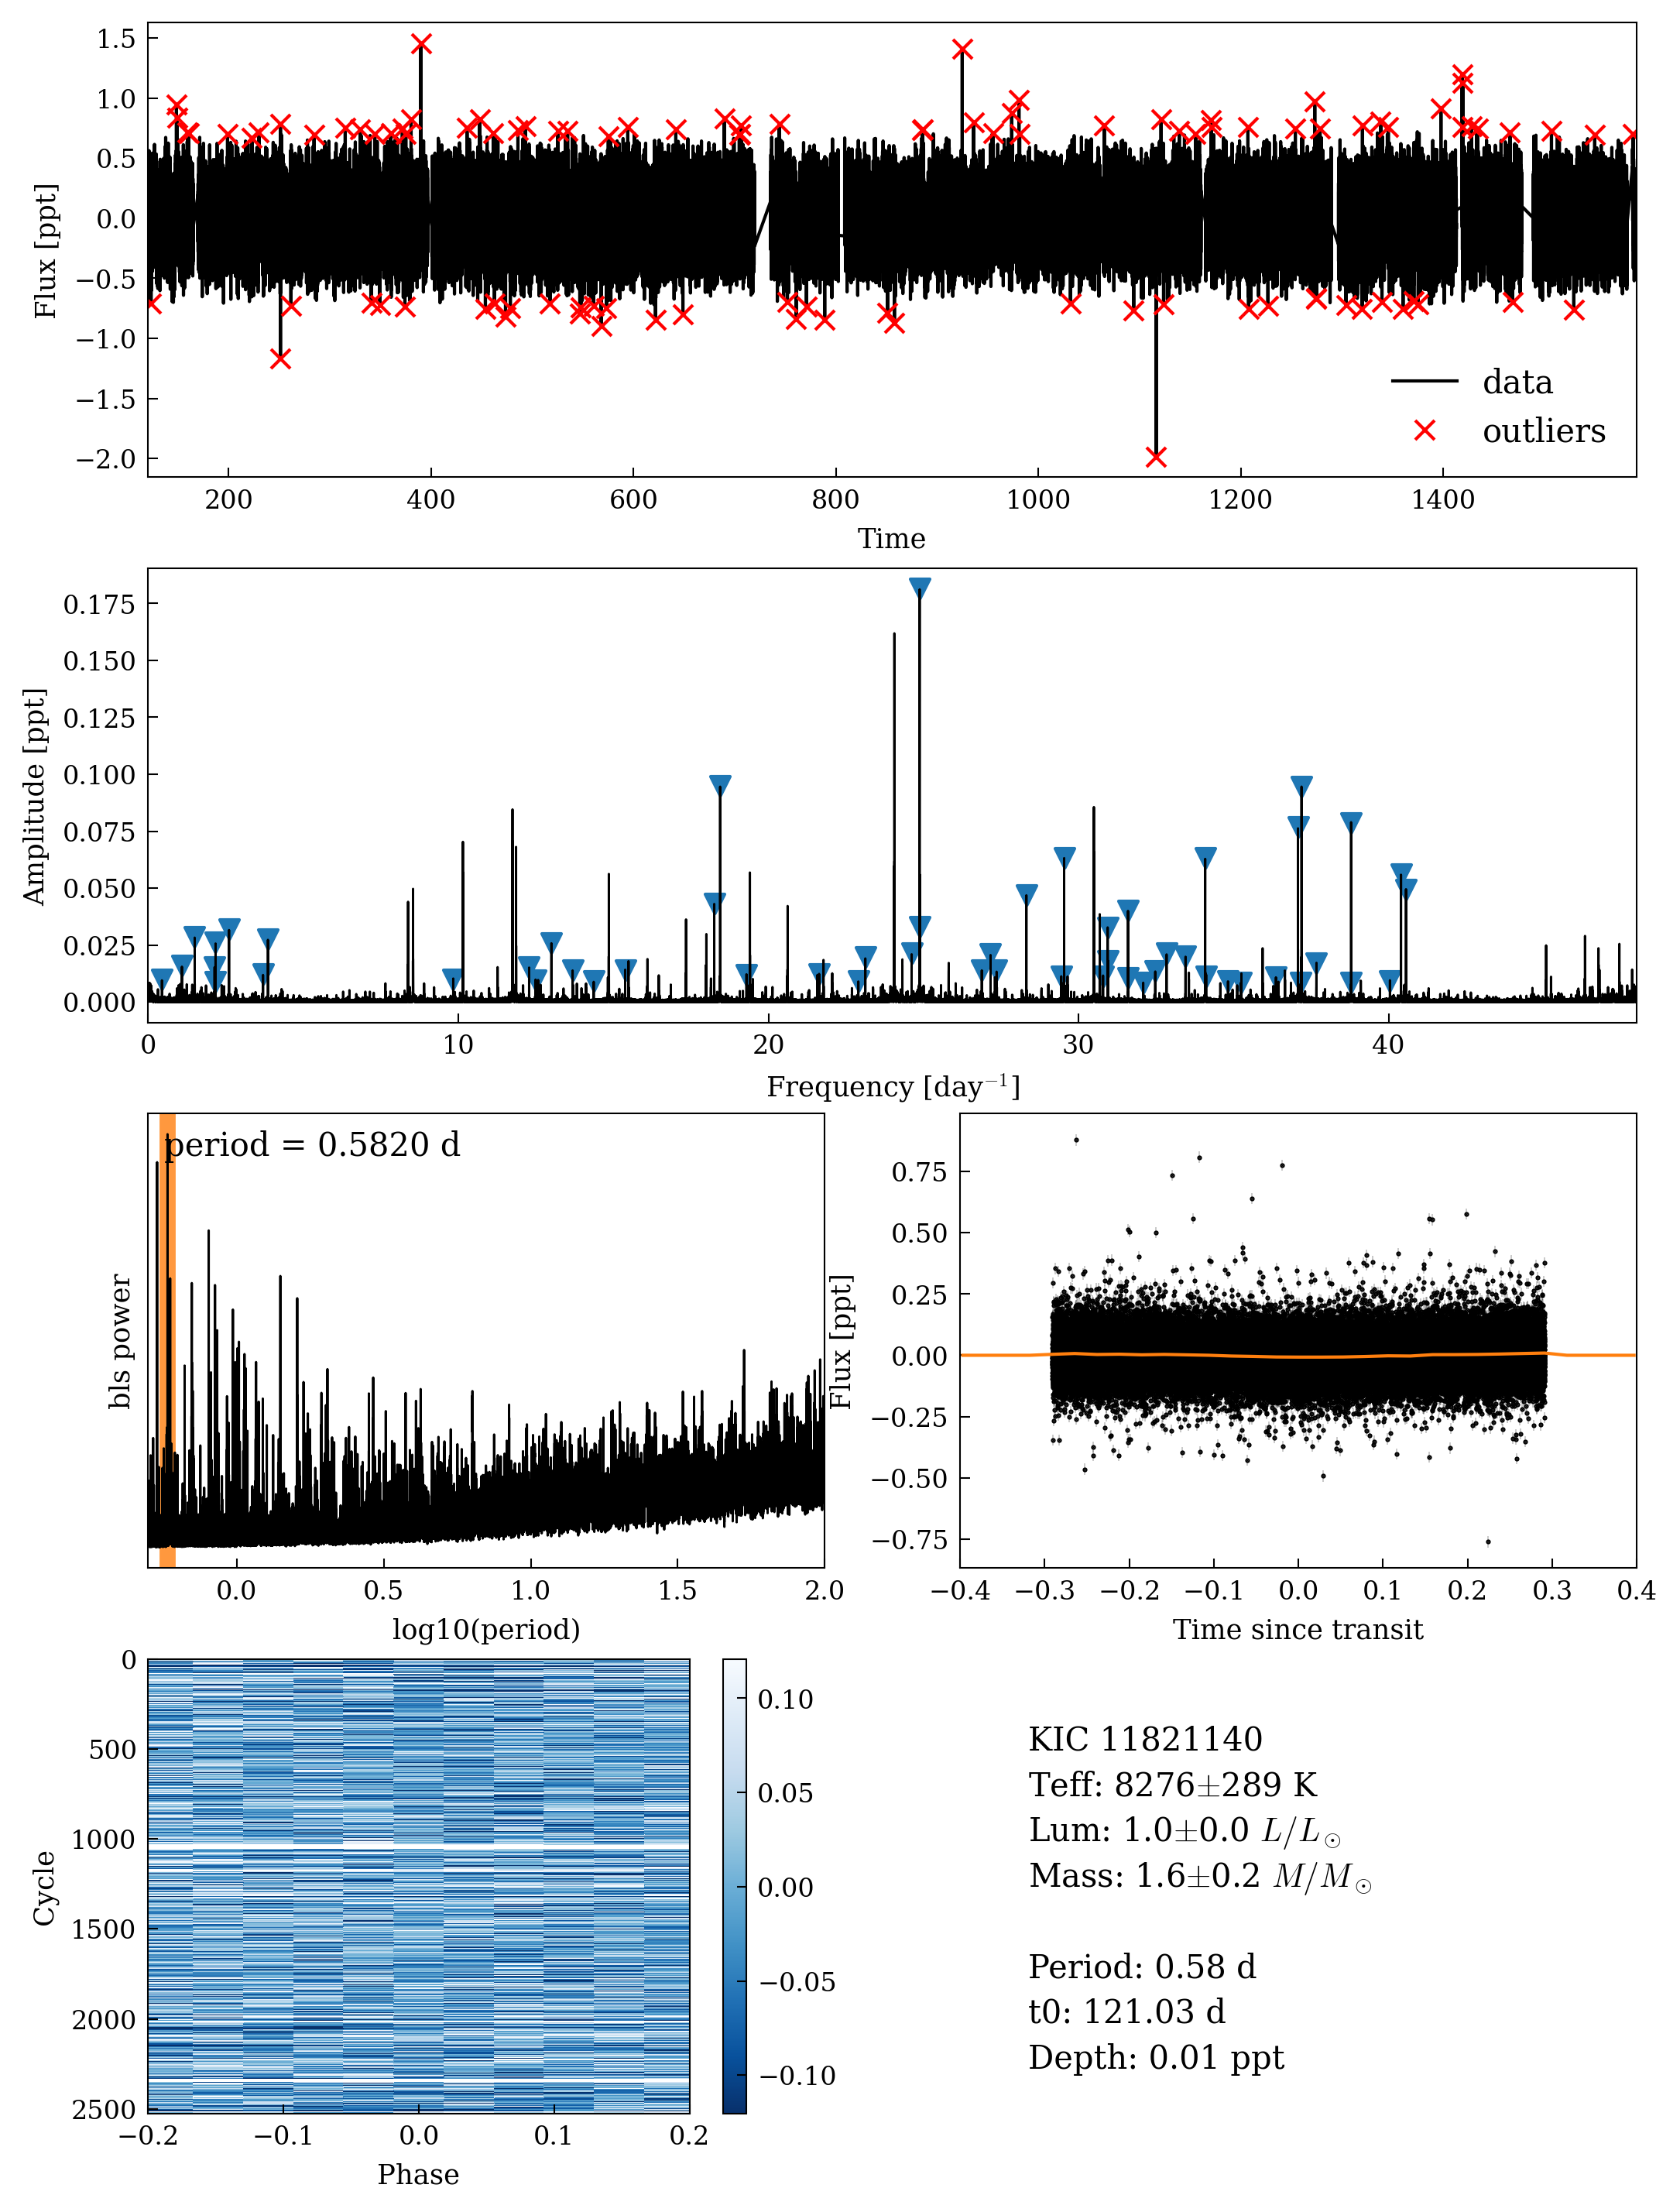 1.5
1.0
0.5
0.0
−0.5
−1.0
−1.5
−2.0
Flux [ppt]
data
outliers
200 400 600 800 1000 1200 1400
Time
0.175
0.150
0.125
0.100
0.075
0.050
0.025
0.000
Amplitude [ppt]
0 10 20 30 40
Frequency [day⁻¹]
period = 0.5820 d
bls power
0.0 0.5 1.0 1.5 2.0
log10(period)
0.75
0.50
0.25
0.00
−0.25
−0.50
−0.75
Flux [ppt]
−0.4 −0.3 −0.2 −0.1 0.0 0.1 0.2 0.3 0.4
Time since transit
0
500
1000
1500
2000
2500
Cycle
−0.2 −0.1 0.0 0.1 0.2
Phase
0.10
0.05
0.00
−0.05
−0.10
KIC 11821140
Teff: 8276±289 K
Lum: 1.0±0.0 L/L⊙
Mass: 1.6±0.2 M/M⊙
Period: 0.58 d
t0: 121.03 d
Depth: 0.01 ppt